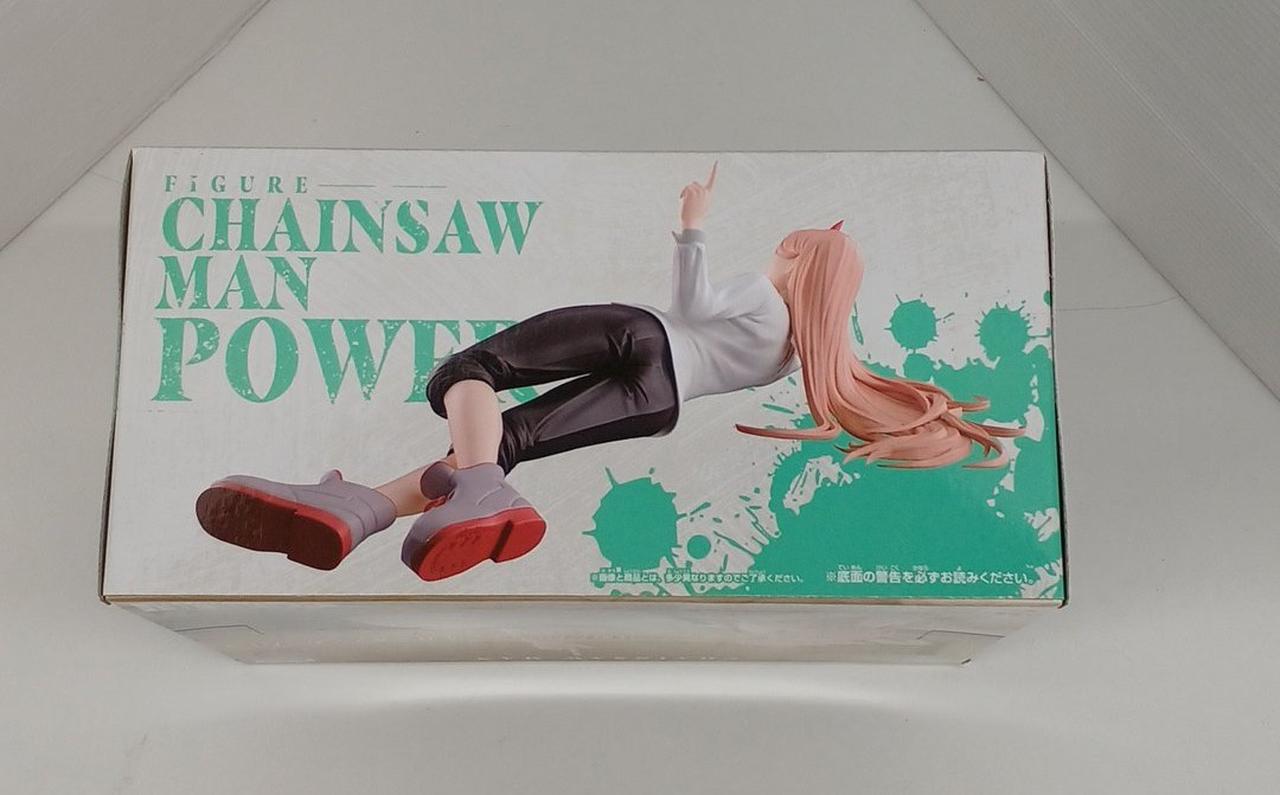 FIGURE
CHAINSAW
MAN
POWER
※画像と商品とは、多少異なりますのでご了承ください。
※底面の警告を必ずお読みください。